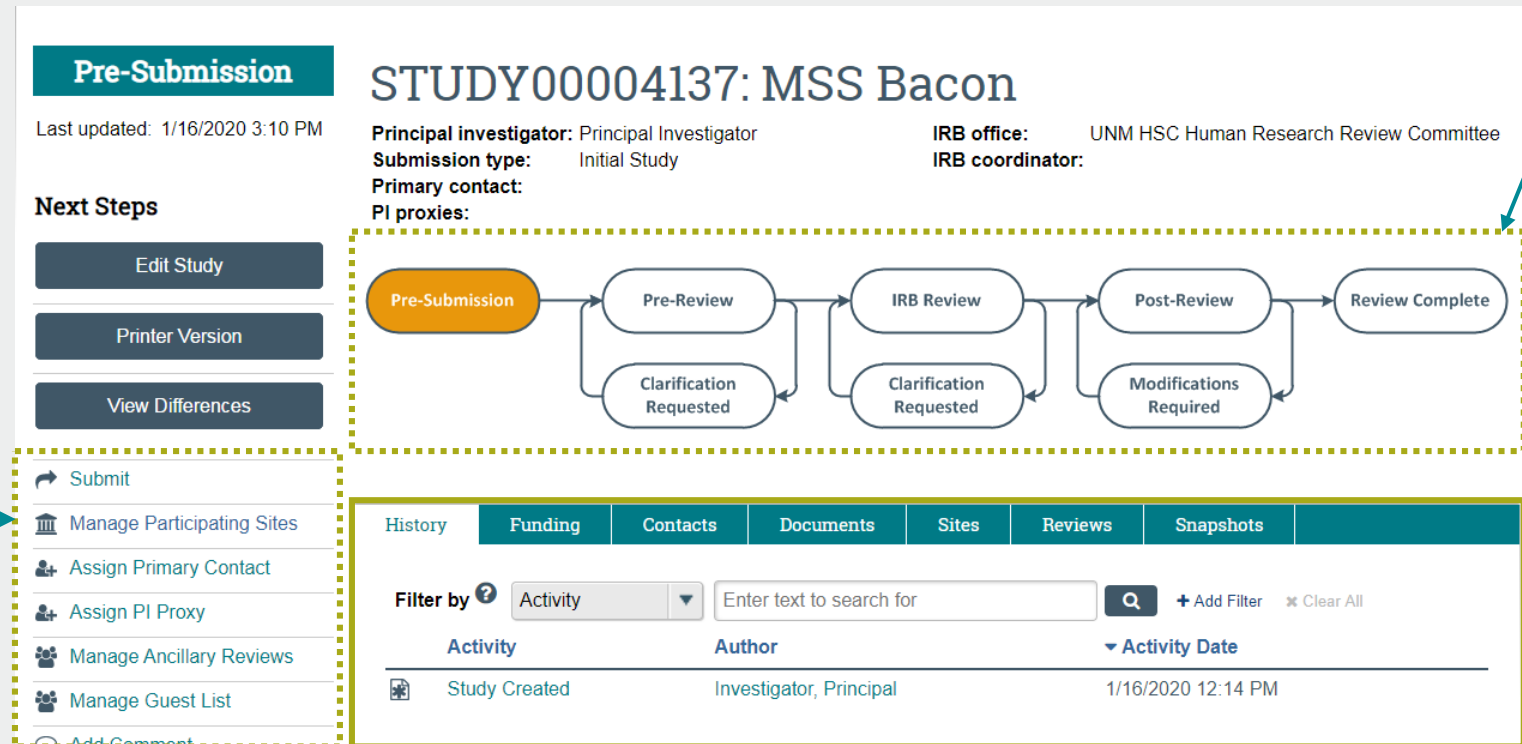 Pre-Submission
Last updated: 1/16/2020 3:10 PM
Next Steps
Edit Study
Printer Version
View Differences
Submit
Manage Participating Sites
Assign Primary Contact
Assign PI Proxy
Manage Ancillary Reviews
Manage Guest List
Add Comment
STUDY00004137: MSS Bacon
Principal investigator: Principal Investigator
Submission type: Initial Study
Primary contact:
PI proxies:
IRB office: UNM HSC Human Research Review Committee
IRB coordinator:
Pre-Submission
Pre-Review
IRB Review
Post-Review
Review Complete
Clarification
Requested
Clarification
Requested
Modifications
Required
History Funding Contacts Documents Sites Reviews Snapshots
Filter by ? Activity Enter text to search for + Add Filter × Clear All
Activity Author Activity Date
Study Created Investigator, Principal 1/16/2020 12:14 PM